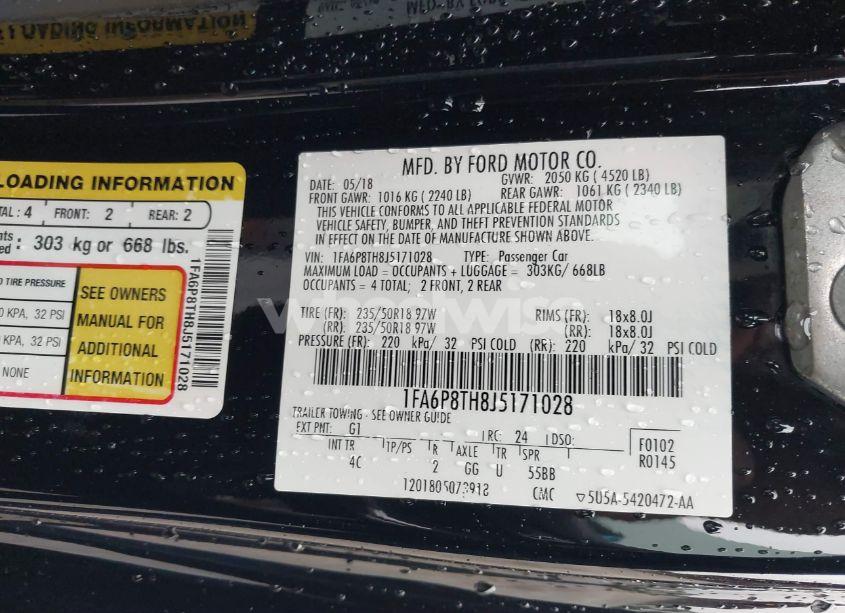 LOADING INFORMATION
TAL : 4 FRONT: 2 REAR: 2
303 kg or 668 lbs.
TIRE PRESSURE
KPA, 32 PSI
KPA, 32 PSI
NONE
SEE OWNERS
MANUAL FOR
ADDITIONAL
INFORMATION
1FA6P8TH8J5171028
MFD. BY FORD MOTOR CO.
DATE: 05/18 GVWR: 2050 KG ( 4520 LB)
FRONT GAWR: 1016 KG ( 2240 LB) REAR GAWR: 1061 KG ( 2340 LB)
THIS VEHICLE CONFORMS TO ALL APPLICABLE FEDERAL MOTOR
VEHICLE SAFETY, BUMPER, AND THEFT PREVENTION STANDARDS
IN EFFECT ON THE DATE OF MANUFACTURE SHOWN ABOVE.
VIN: 1FA6P8TH8J5171028 TYPE: Passenger Car
MAXIMUM LOAD = OCCUPANTS + LUGGAGE = 303KG/ 668LB
OCCUPANTS = 4 TOTAL; 2 FRONT, 2 REAR
TIRE (FR): 235/50R18 97W RIMS (FR): 18x8.0J
(RR): 235/50R18 97W (RR): 18x8.0J
PRESSURE (FR): 220 kPa/ 32 PSI COLD (RR): 220 kPa/ 32 PSI COLD
1FA6P8TH8J5171028
TRAILER TOWING - SEE OWNER GUIDE
EXT PNT: G1 RC: 24 DSO: F0102
INT TR TP/PS R AXLE TR SPR R0145
4C 2 GG U 55BB
1201805073918 CMC 5U5A-5420472-AA
wheelwise